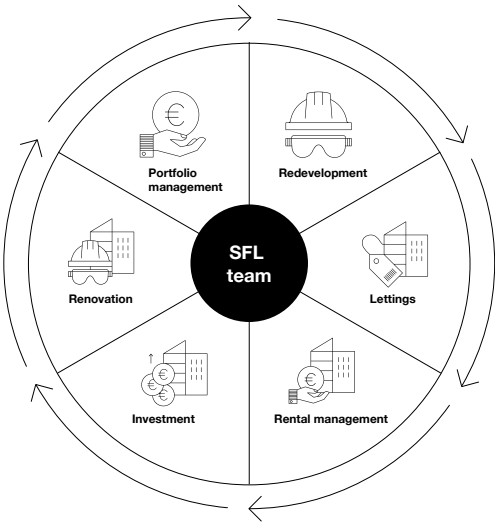 Portfolio
management
Redevelopment
SFL
team
Renovation
Lettings
Investment
Rental management